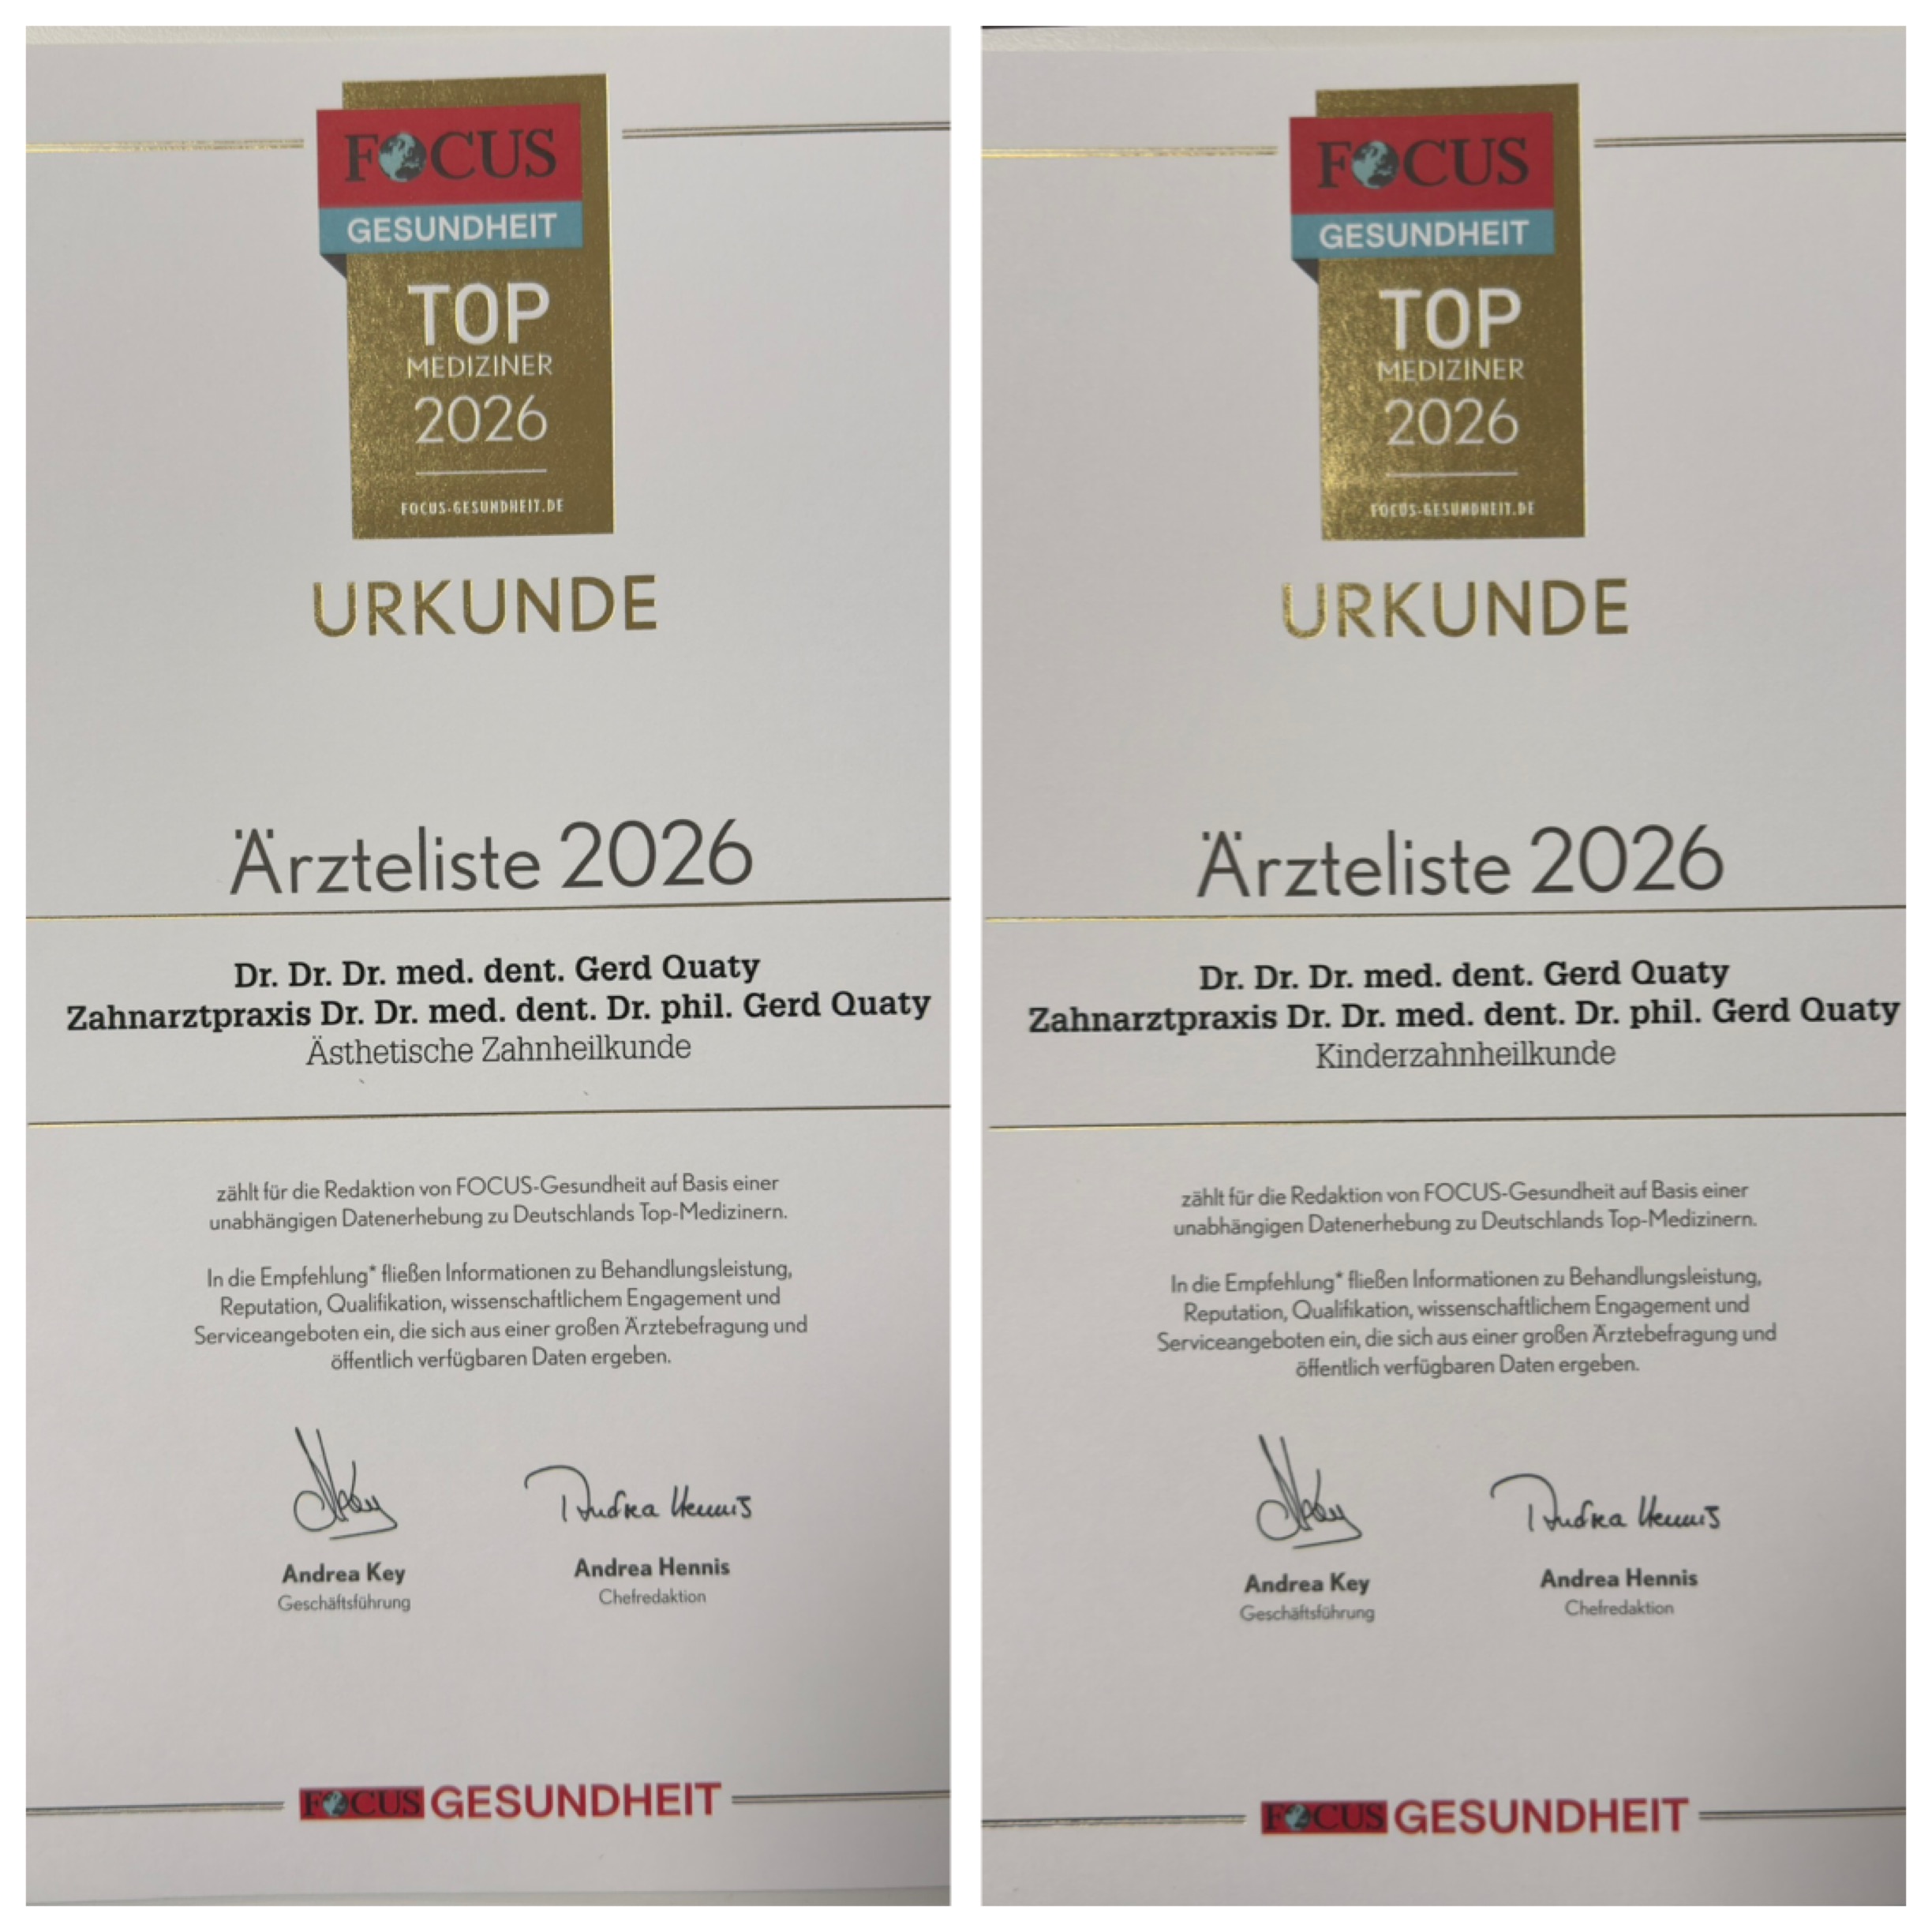 FOCUS
GESUNDHEIT
TOP
MEDIZINER
2026
FOCUS-GESUNDHEIT.DE
URKUNDE
Ärzteliste 2026
Dr. Dr. Dr. med. dent. Gerd Quaty
Zahnarztpraxis Dr. Dr. med. dent. Dr. phil. Gerd Quaty
Ästhetische Zahnheilkunde
zählt für die Redaktion von FOCUS-Gesundheit auf Basis einer
unabhängigen Datenerhebung zu Deutschlands Top-Medizinern.
In die Empfehlung* fließen Informationen zu Behandlungsleistung,
Reputation, Qualifikation, wissenschaftlichem Engagement und
Serviceangeboten ein, die sich aus einer großen Ärztebefragung und
öffentlich verfügbaren Daten ergeben.
AKey Andrea Hennis
Andrea Key Andrea Hennis
Geschäftsführung Chefredaktion
FOCUS GESUNDHEIT
FOCUS
GESUNDHEIT
TOP
MEDIZINER
2026
FOCUS-GESUNDHEIT.DE
URKUNDE
Ärzteliste 2026
Dr. Dr. Dr. med. dent. Gerd Quaty
Zahnarztpraxis Dr. Dr. med. dent. Dr. phil. Gerd Quaty
Kinderzahnheilkunde
zählt für die Redaktion von FOCUS-Gesundheit auf Basis einer
unabhängigen Datenerhebung zu Deutschlands Top-Medizinern.
In die Empfehlung* fließen Informationen zu Behandlungsleistung,
Reputation, Qualifikation, wissenschaftlichem Engagement und
Serviceangeboten ein, die sich aus einer großen Ärztebefragung und
öffentlich verfügbaren Daten ergeben.
AKey Andrea Hennis
Andrea Key Andrea Hennis
Geschäftsführung Chefredaktion
FOCUS GESUNDHEIT